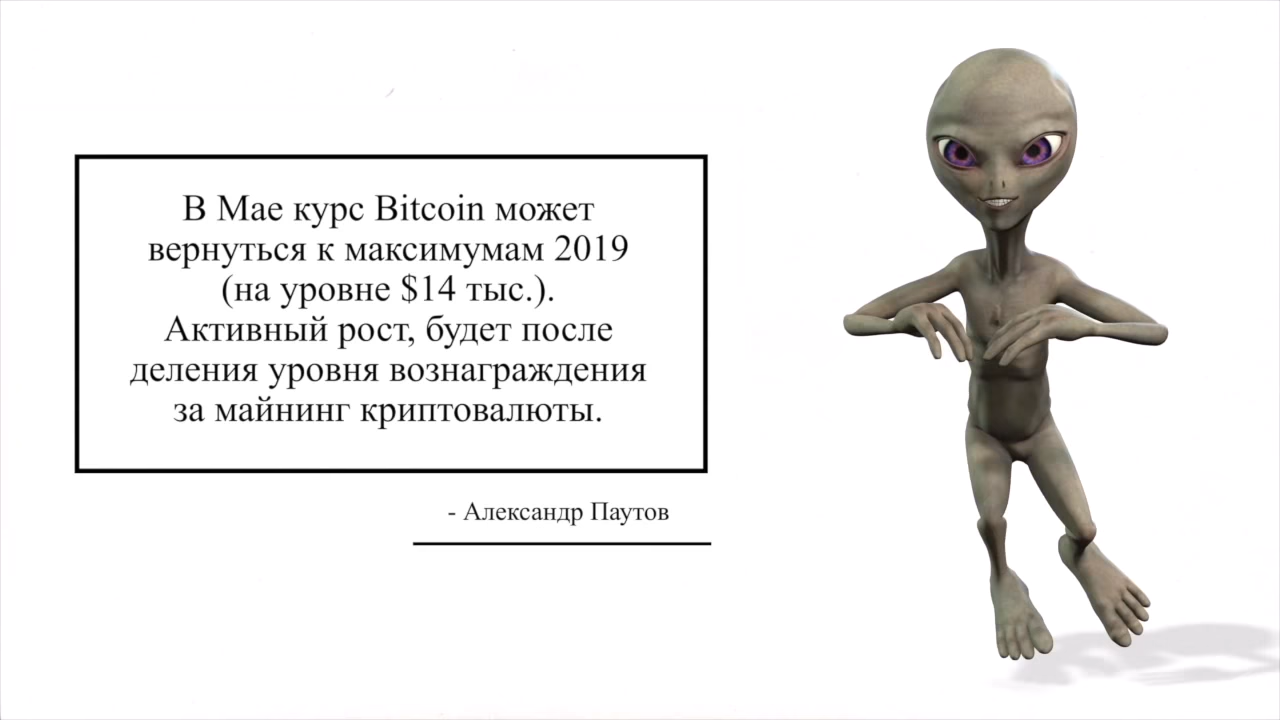 В Мае курс Bitcoin может
вернуться к максимумам 2019
(на уровне $14 тыс.).
Активный рост, будет после
деления уровня вознаграждения
за майнинг криптовалюты.
- Александр Паутов